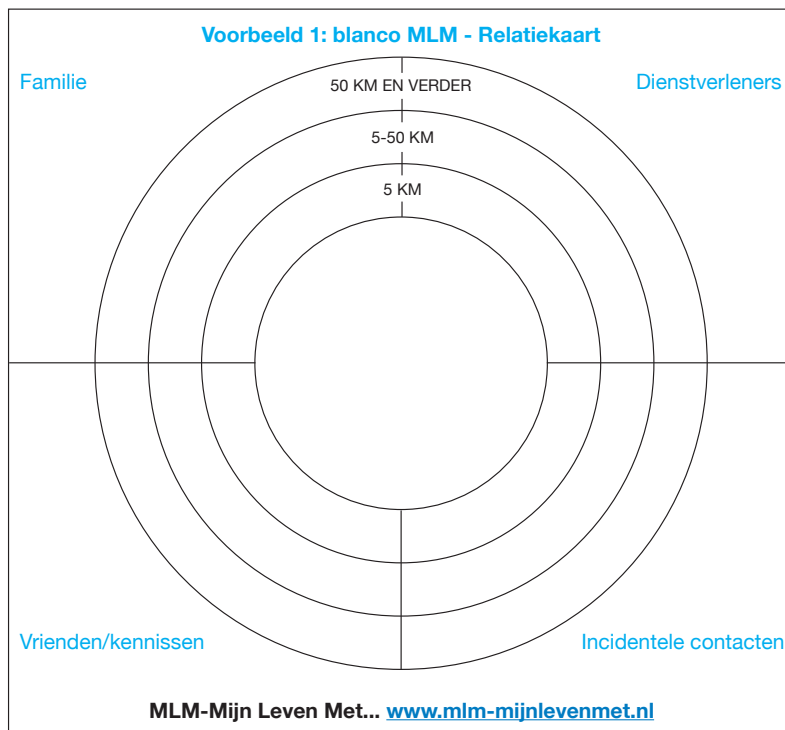 Voorbeeld 1: blanco MLM - Relatiekaart
Familie
Dienstverleners
50 KM EN VERDER
5-50 KM
5 KM
Vrienden/kennissen
Incidentele contacten
MLM-Mijn Leven Met... www.mlm-mijnlevenmet.nl